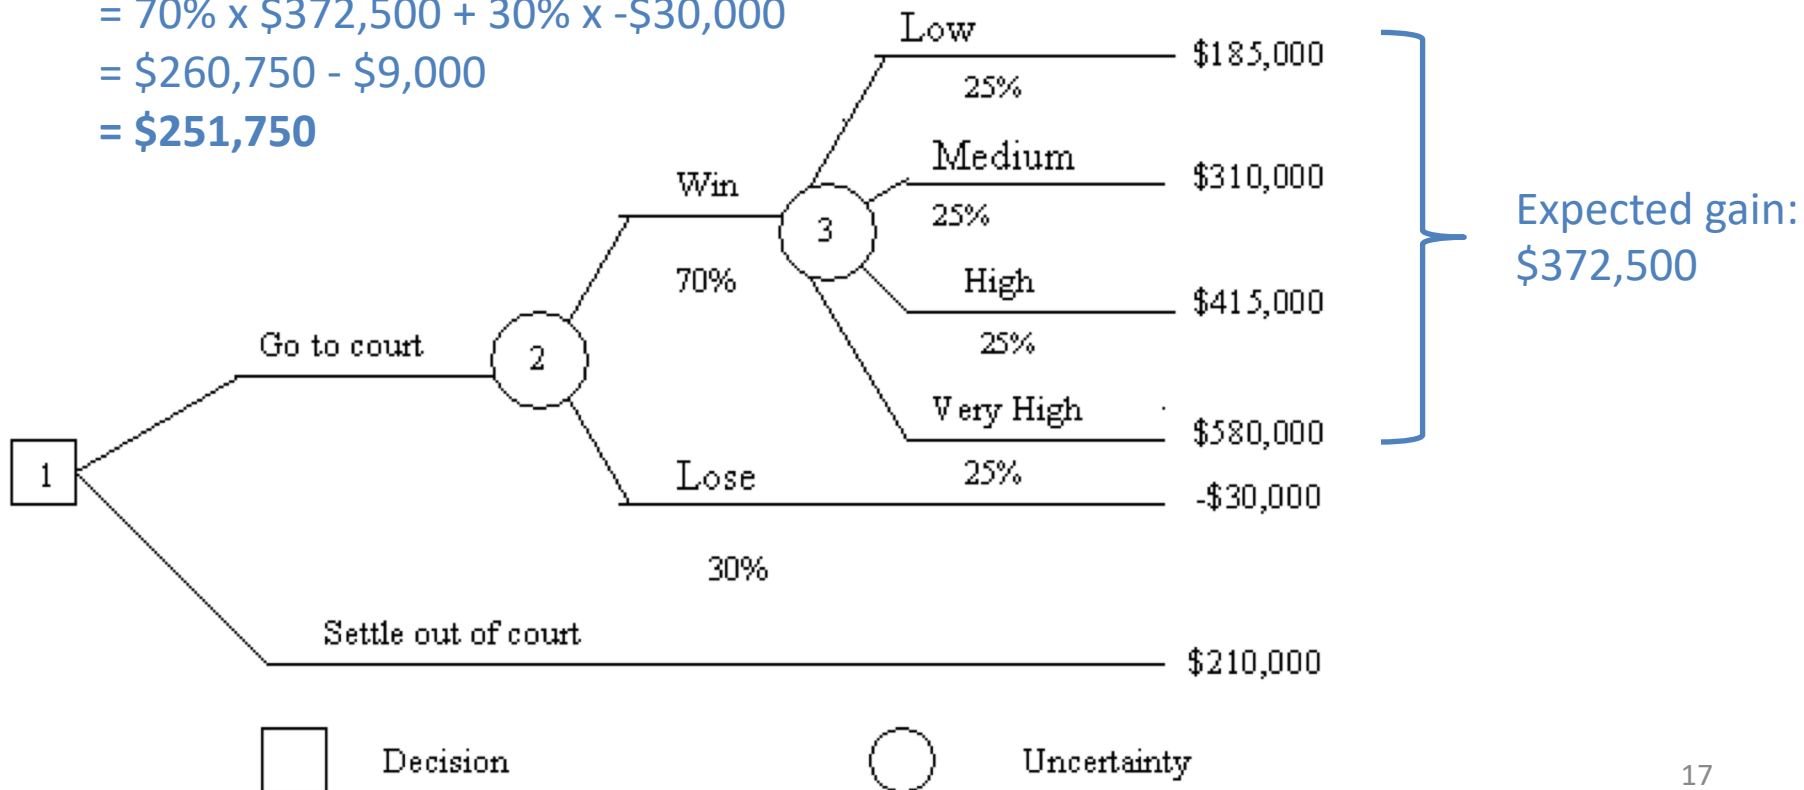 = 70% x $372,500 + 30% x -$30,000
= $260,750 - $9,000
= $251,750
Low
$185,000
25%
Medium
$310,000
25%
Win
3
70%
High
$415,000
25%
Expected gain:
$372,500
Go to court
2
Very High
$580,000
25%
1
Lose
-$30,000
30%
Settle out of court
$210,000
Decision
Uncertainty
17